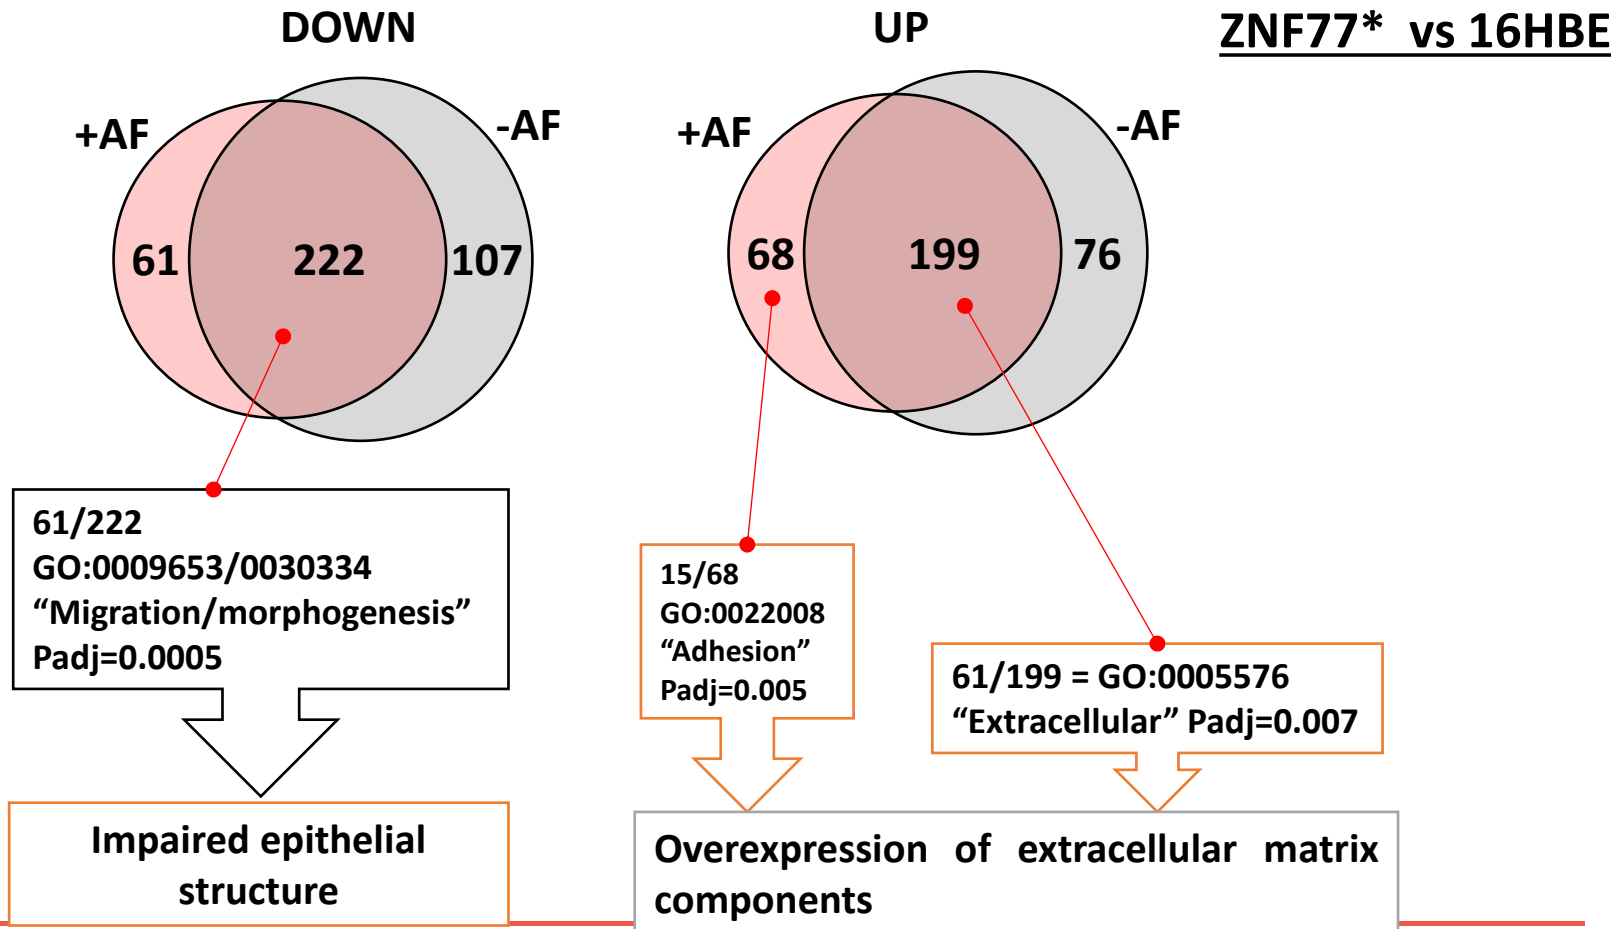 DOWN
UP
ZNF77* vs 16HBE
+AF
-AF
+AF
-AF
61
222
107
68
199
76
61/222
GO:0009653/0030334
“Migration/morphogenesis”
Padj=0.0005
15/68
GO:0022008
“Adhesion”
Padj=0.005
61/199 = GO:0005576
“Extracellular” Padj=0.007
Impaired epithelial
structure
Overexpression of extracellular matrix
components